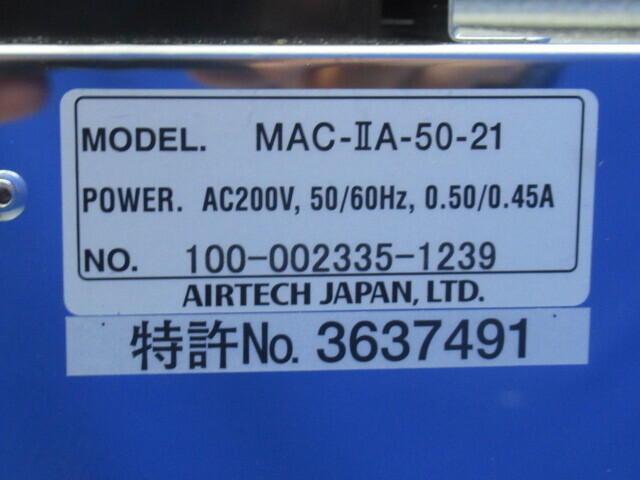 MODEL. MAC-ⅡA-50-21
POWER. AC200V, 50/60Hz, 0.50/0.45A
NO. 100-002335-1239
AIRTECH JAPAN, LTD.
特許No. 3637491